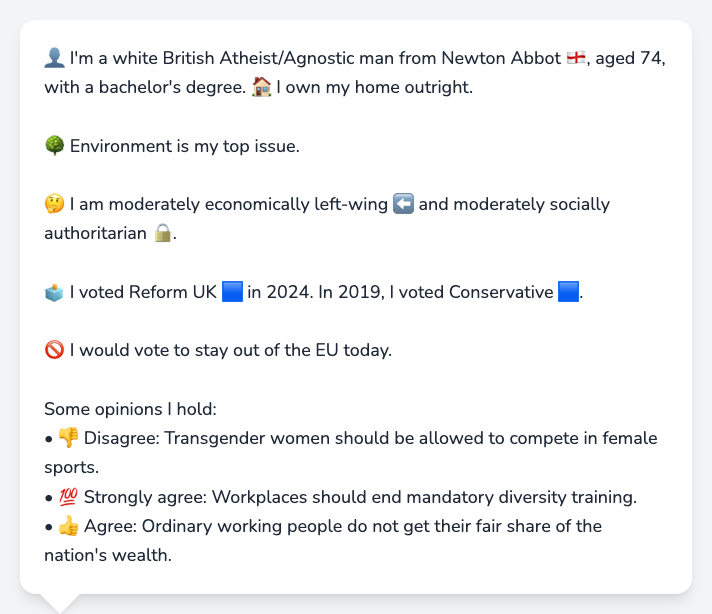 👤 I'm a white British Atheist/Agnostic man from Newton Abbot 🏴󠁧󠁢󠁥󠁮󠁧󠁿, aged 74,
with a bachelor's degree. 🏠 I own my home outright.
🌳 Environment is my top issue.
🤔 I am moderately economically left-wing ⬅️ and moderately socially
authoritarian 🔒.
🗳️ I voted Reform UK 🟦 in 2024. In 2019, I voted Conservative 🟦.
🚫 I would vote to stay out of the EU today.
Some opinions I hold:
• 👎 Disagree: Transgender women should be allowed to compete in female
sports.
• 💯 Strongly agree: Workplaces should end mandatory diversity training.
• 👍 Agree: Ordinary working people do not get their fair share of the
nation's wealth.